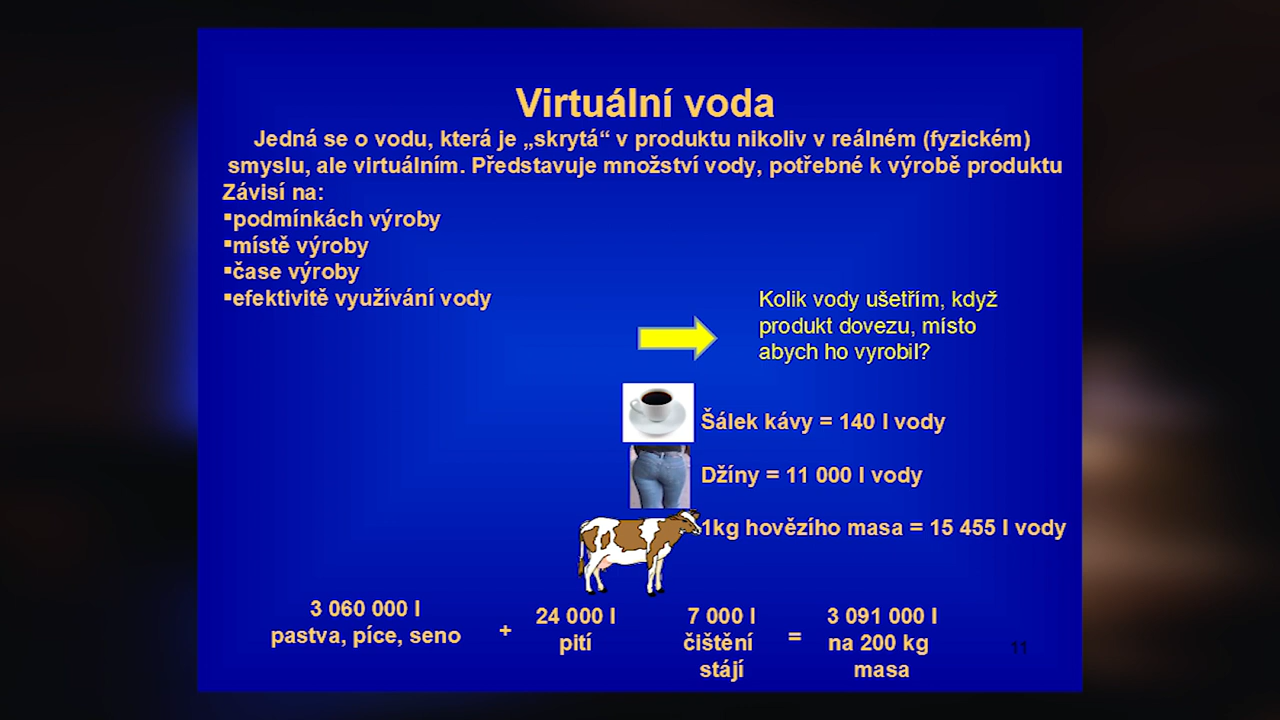 Virtuální voda
Jedná se o vodu, která je „skrytá“ v produktu nikoliv v reálném (fyzickém)
smyslu, ale virtuálním. Představuje množství vody, potřebné k výrobě produktu
Závisí na:
▪podmínkách výroby
▪místě výroby
▪čase výroby
▪efektivitě využívání vody
Kolik vody ušetřím, když
produkt dovezu, místo
abych ho vyrobil?
Šálek kávy = 140 l vody
Džíny = 11 000 l vody
1kg hovězího masa = 15 455 l vody
3 060 000 l
pastva, píce, seno
+
24 000 l
pití
7 000 l
čištění
stájí
=
3 091 000 l
na 200 kg
masa
11